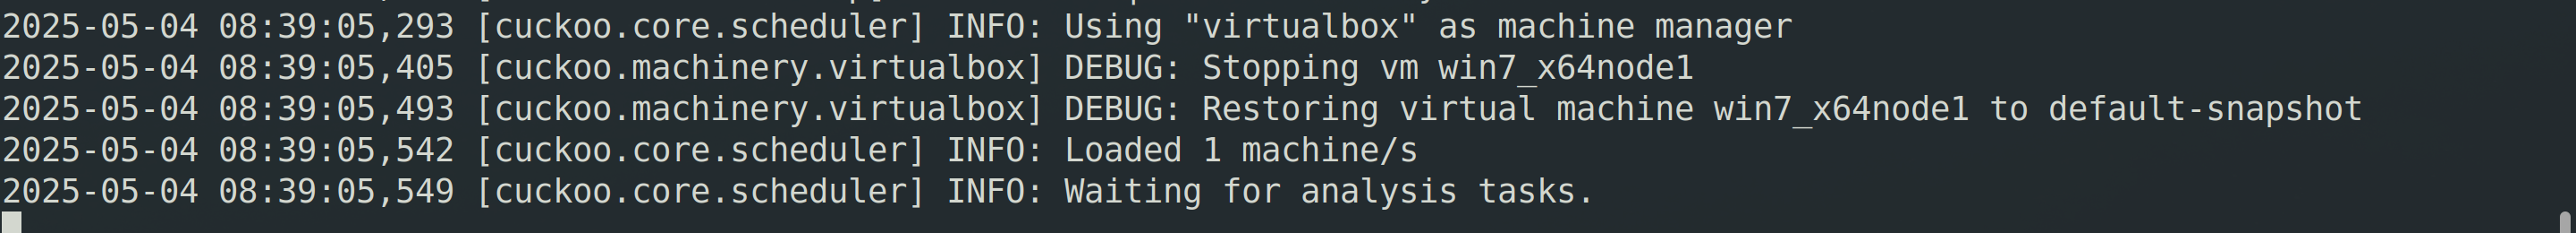 2025-05-04 08:39:05,293 [cuckoo.core.scheduler] INFO: Using "virtualbox" as machine manager
2025-05-04 08:39:05,405 [cuckoo.machinery.virtualbox] DEBUG: Stopping vm win7_x64node1
2025-05-04 08:39:05,493 [cuckoo.machinery.virtualbox] DEBUG: Restoring virtual machine win7_x64node1 to default-snapshot
2025-05-04 08:39:05,542 [cuckoo.core.scheduler] INFO: Loaded 1 machine/s
2025-05-04 08:39:05,549 [cuckoo.core.scheduler] INFO: Waiting for analysis tasks.